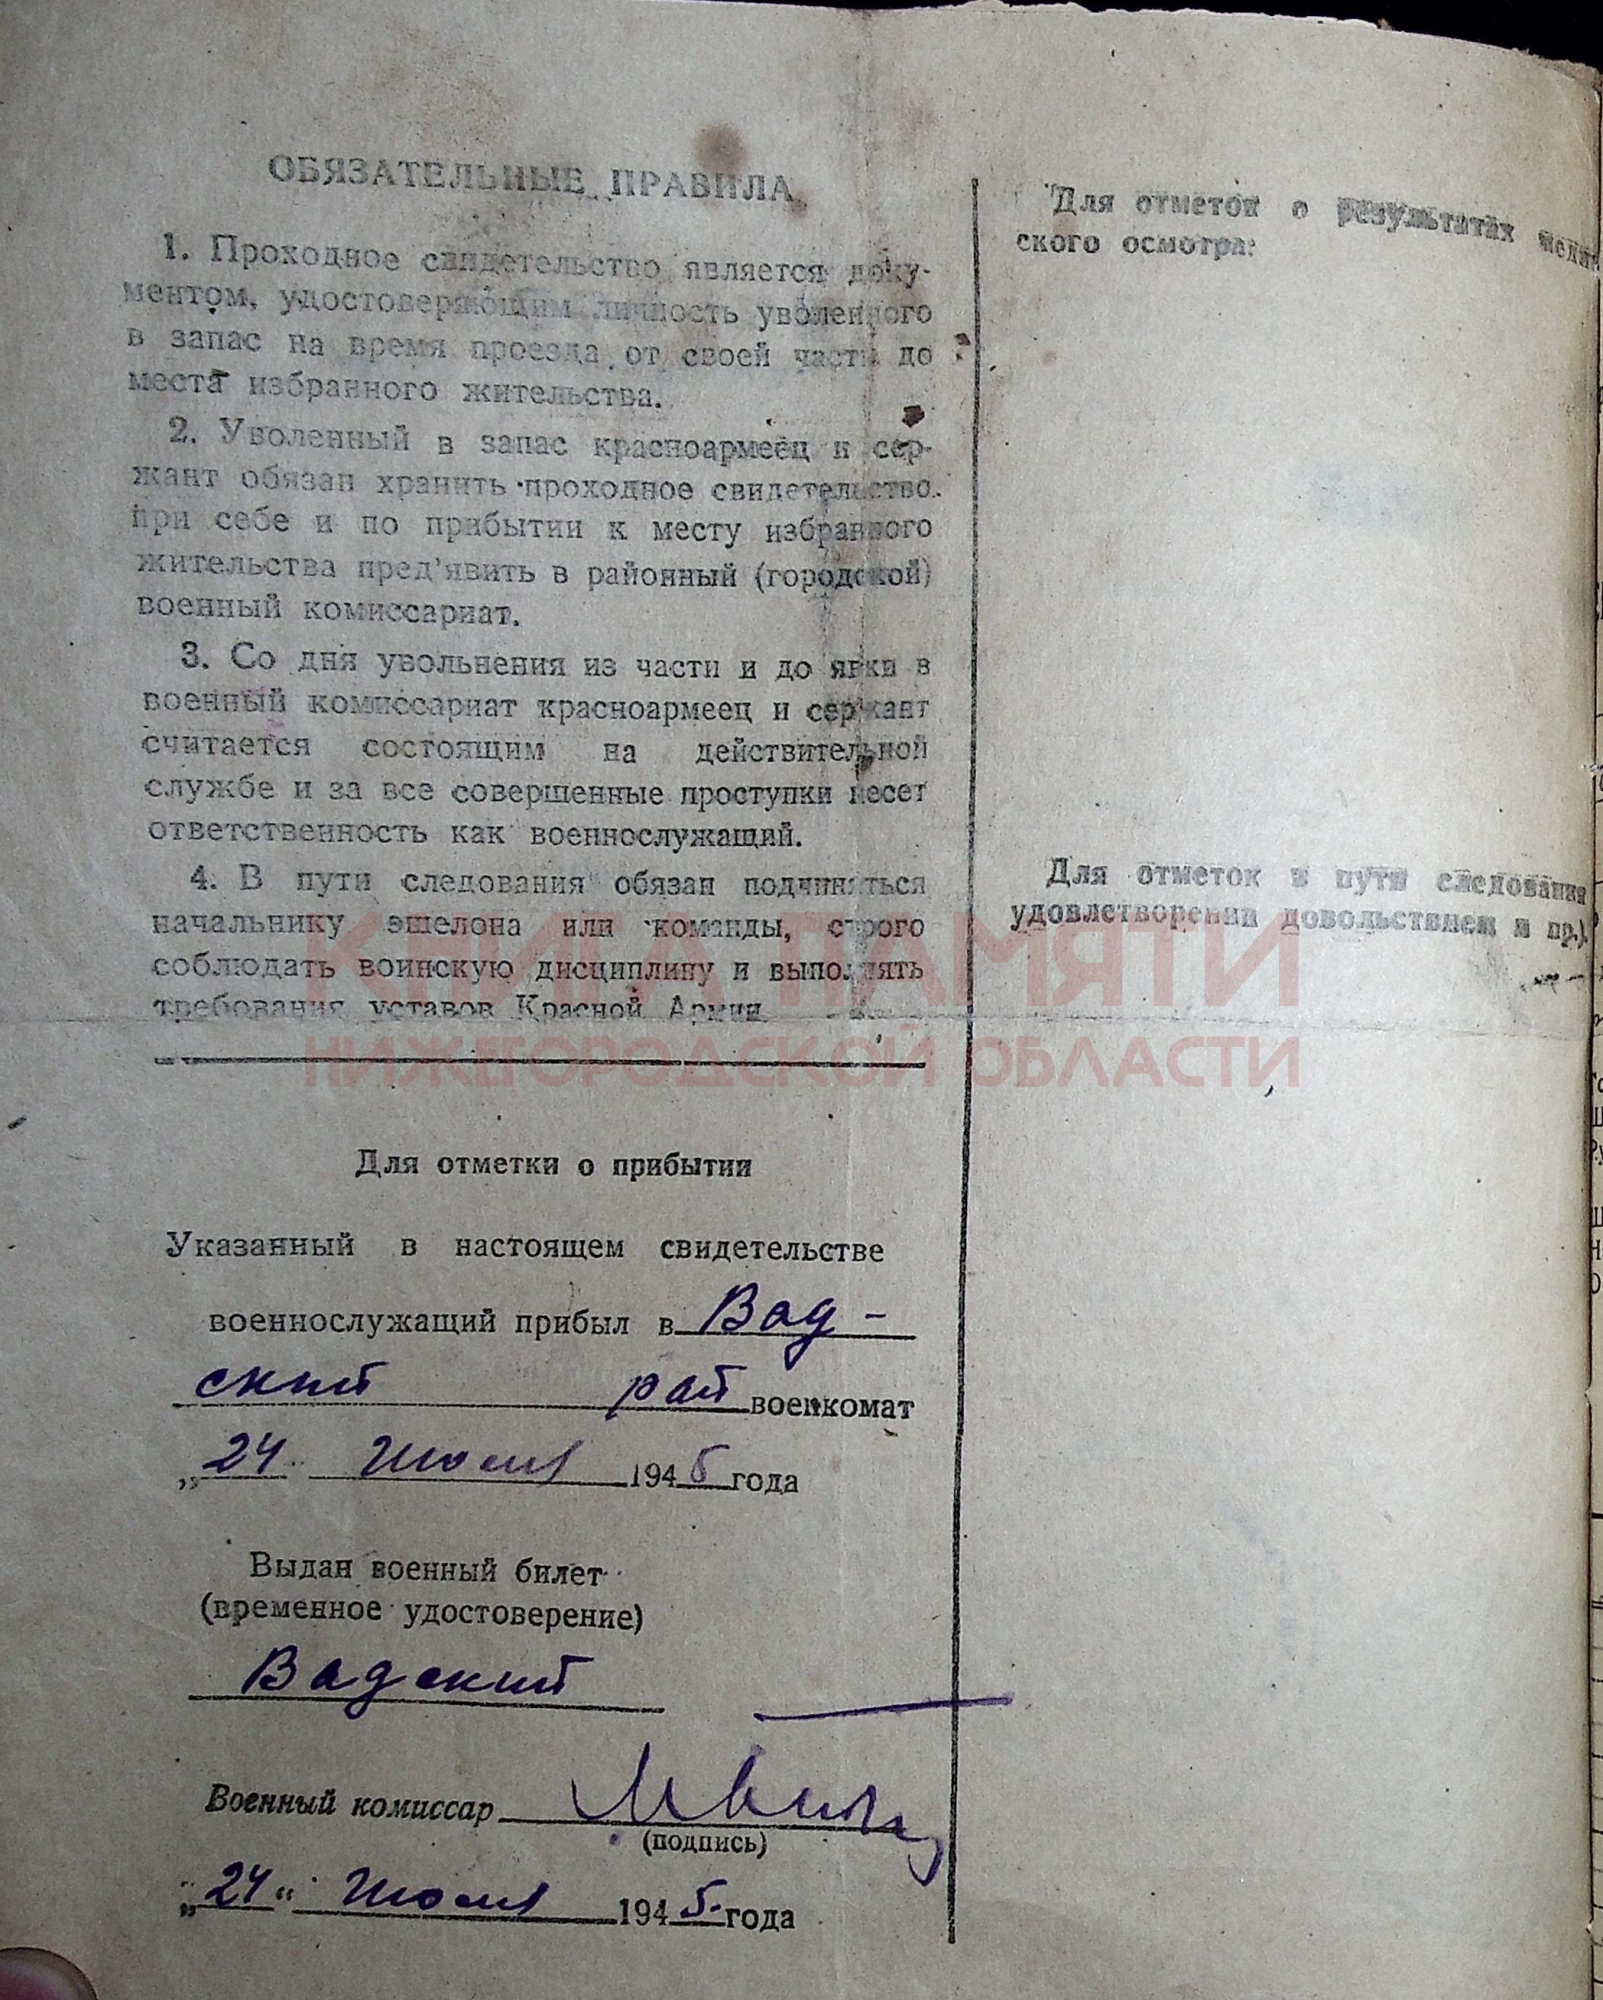 ОБЯЗАТЕЛЬНЫЕ ПРАВИЛА
1. Проходное свидетельство является доку-
ментом, удостоверяющим личность уволенного
в запас на время проезда от своей части до
места избранного жительства.
2. Уволенный в запас красноармеец и сер-
жант обязан хранить проходное свидетельство
при себе и по прибытии к месту избранного
жительства пред'явить в районный (городской)
военный комиссариат.
3. Со дня увольнения из части и до явки в
военный комиссариат красноармеец и сержант
считается состоящим на действительной
службе и за все совершенные проступки несет
ответственность как военнослужащий.
4. В пути следования обязан подчиняться
начальнику эшелона или команды, строго
соблюдать воинскую дисциплину и выполнять
требования уставов Красной Армии
Для отметки о прибытии
Указанный в настоящем свидетельстве
военнослужащий прибыл в Вад-
ский рай военкомат
„24" Июля 1945 года
Выдан военный билет
(временное удостоверение)
Вадский
Военный комиссар
(подпись)
„24" Июля 1945 года
Для отметок о результатах медици
ского осмотра:
Для отметок в пути следования
удовлетворении довольствием и пр.)
КНИГА ПАМЯТИ
НИЖЕГОРОДСКОЙ ОБЛАСТИ